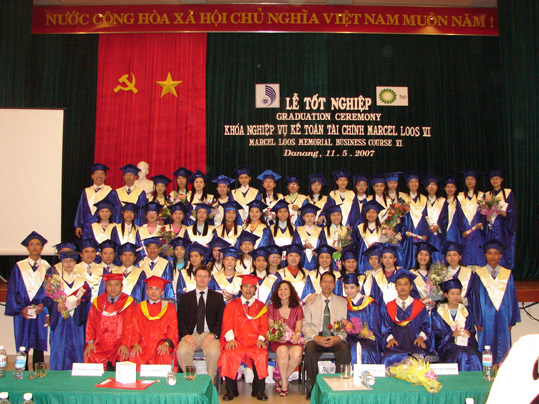 NƯỚC CỘNG HÒA XÃ HỘI CHỦ NGHĨA VIỆT NAM MUÔN NĂM!
LỄ TỐT NGHIỆP
GRADUATION CEREMONY
KHÓA NGHIỆP VỤ KẾ TOÁN TÀI CHÍNH MARCEL LOOS VI
MARCEL LOOS MEMORIAL BUSINESS COURSE VI
Danang, 11.5.2007